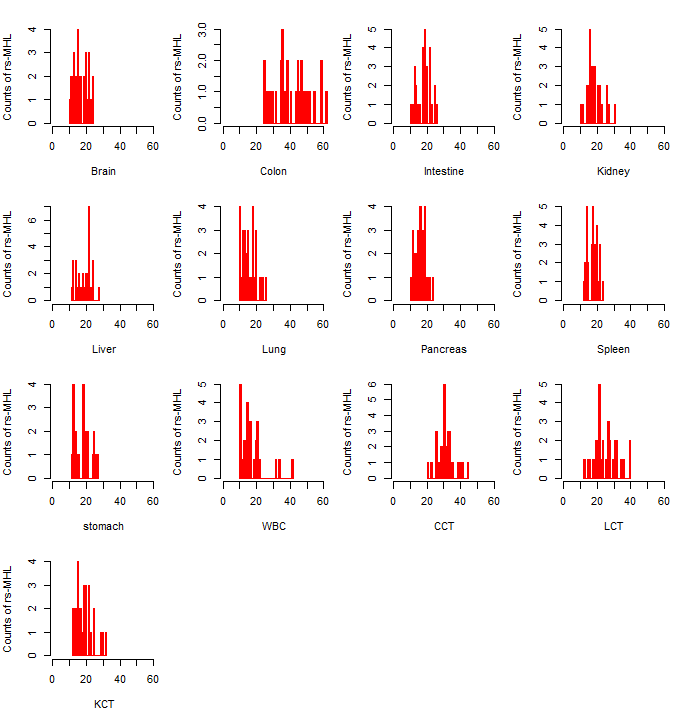 Counts of rs-MHL
0 1 2 3 4
0 20 40 60
Brain
Counts of rs-MHL
0.0 1.0 2.0 3.0
0 20 40 60
Colon
Counts of rs-MHL
0 1 2 3 4 5
0 20 40 60
Intestine
Counts of rs-MHL
0 1 2 3 4 5
0 20 40 60
Kidney
Counts of rs-MHL
0 2 4 6
0 20 40 60
Liver
Counts of rs-MHL
0 1 2 3 4
0 20 40 60
Lung
Counts of rs-MHL
0 1 2 3 4
0 20 40 60
Pancreas
Counts of rs-MHL
0 1 2 3 4 5
0 20 40 60
Spleen
Counts of rs-MHL
0 1 2 3 4
0 20 40 60
stomach
Counts of rs-MHL
0 1 2 3 4 5
0 20 40 60
WBC
Counts of rs-MHL
0 1 2 3 4 5 6
0 20 40 60
CCT
Counts of rs-MHL
0 1 2 3 4 5
0 20 40 60
LCT
Counts of rs-MHL
0 1 2 3 4
0 20 40 60
KCT